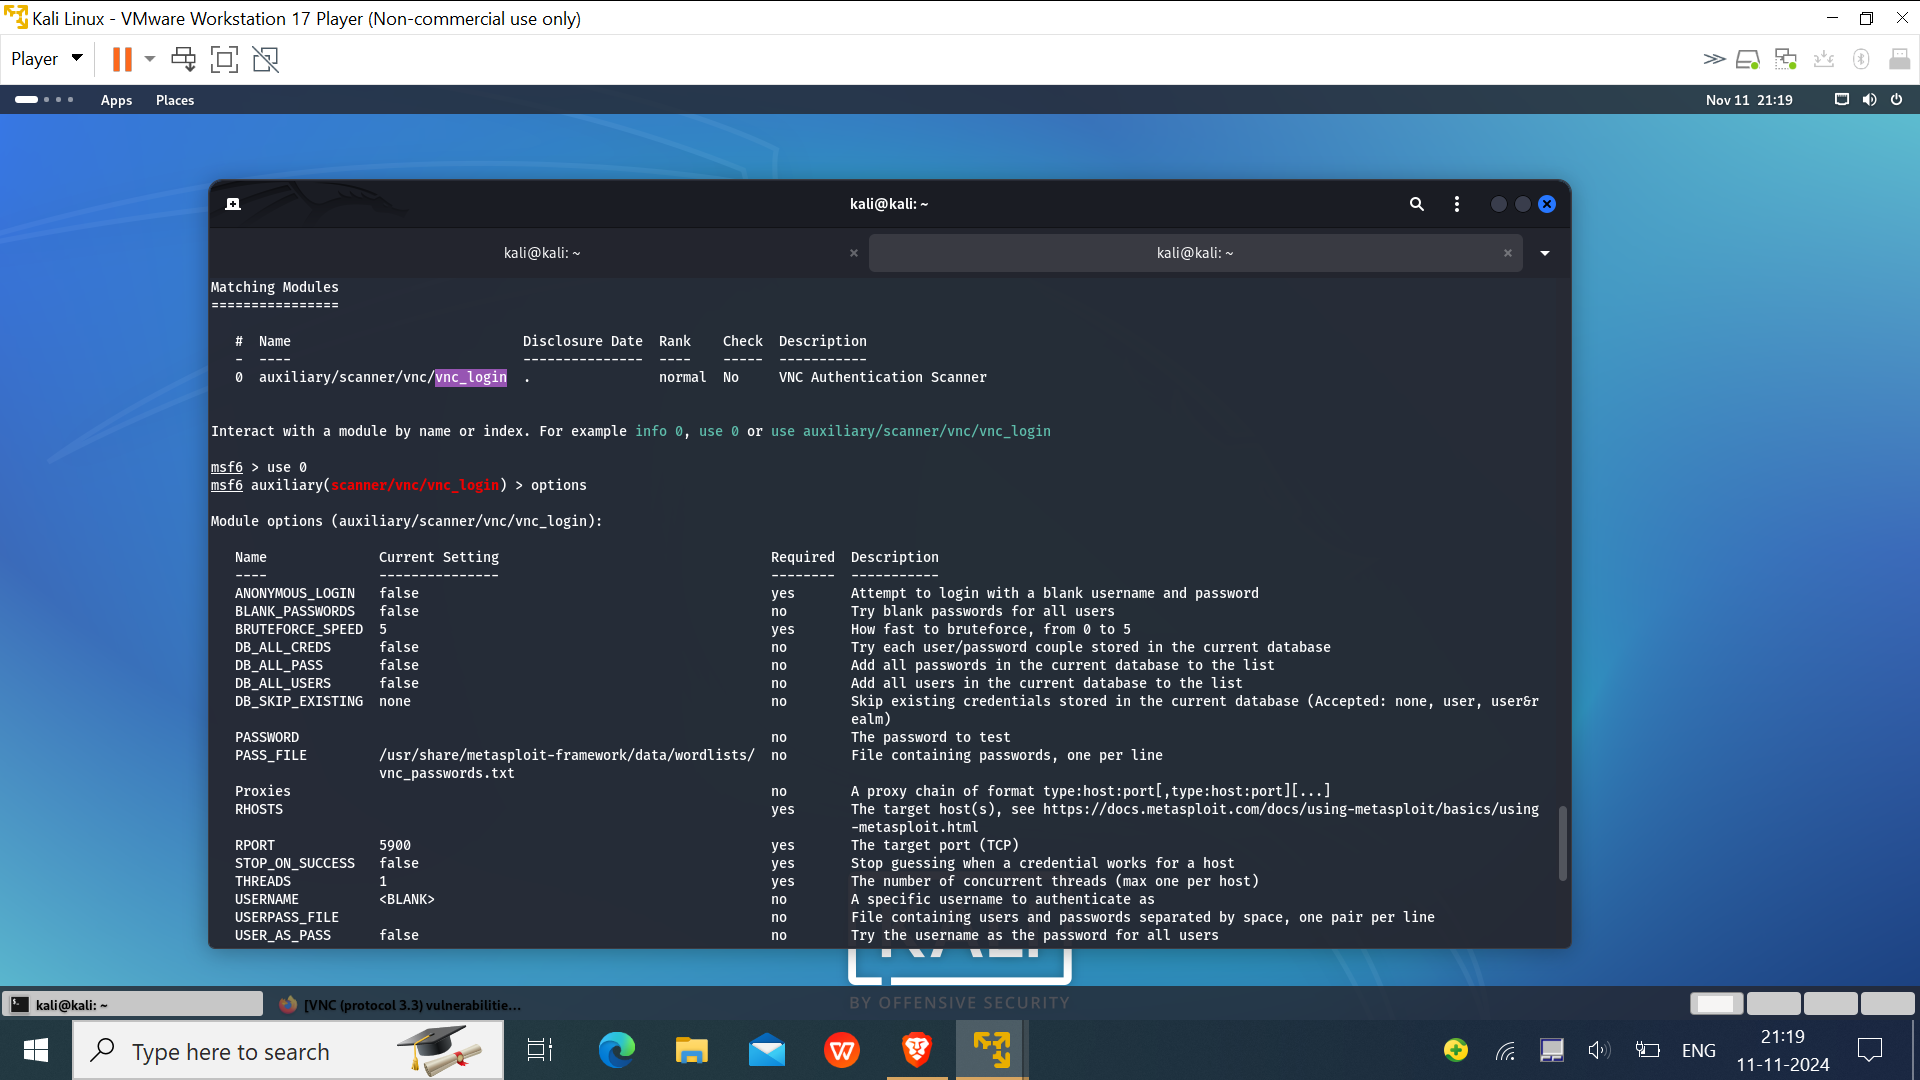 Kali Linux - VMware Workstation 17 Player (Non-commercial use only)
Player
Apps Places Nov 11 21:19
kali@kali: ~
kali@kali: ~ kali@kali: ~
Matching Modules
================
# Name Disclosure Date Rank Check Description
- ---- --------------- ---- ----- -----------
0 auxiliary/scanner/vnc/vnc_login . normal No VNC Authentication Scanner
Interact with a module by name or index. For example info 0, use 0 or use auxiliary/scanner/vnc/vnc_login
msf6 > use 0
msf6 auxiliary(scanner/vnc/vnc_login) > options
Module options (auxiliary/scanner/vnc/vnc_login):
Name Current Setting Required Description
---- --------------- -------- -----------
ANONYMOUS_LOGIN false yes Attempt to login with a blank username and password
BLANK_PASSWORDS false no Try blank passwords for all users
BRUTEFORCE_SPEED 5 yes How fast to bruteforce, from 0 to 5
DB_ALL_CREDS false no Try each user/password couple stored in the current database
DB_ALL_PASS false no Add all passwords in the current database to the list
DB_ALL_USERS false no Add all users in the current database to the list
DB_SKIP_EXISTING none no Skip existing credentials stored in the current database (Accepted: none, user, user&r
ealm)
PASSWORD no The password to test
PASS_FILE /usr/share/metasploit-framework/data/wordlists/ no File containing passwords, one per line
vnc_passwords.txt
Proxies no A proxy chain of format type:host:port[,type:host:port][...]
RHOSTS yes The target host(s), see https://docs.metasploit.com/docs/using-metasploit/basics/using
-metasploit.html
RPORT 5900 yes The target port (TCP)
STOP_ON_SUCCESS false yes Stop guessing when a credential works for a host
THREADS 1 yes The number of concurrent threads (max one per host)
USERNAME <BLANK> no A specific username to authenticate as
USERPASS_FILE no File containing users and passwords separated by space, one pair per line
USER_AS_PASS false no Try the username as the password for all users
BY OFFENSIVE SECURITY
kali@kali: ~ [VNC (protocol 3.3) vulnerabilitie...
Type here to search
ENG
21:19
11-11-2024